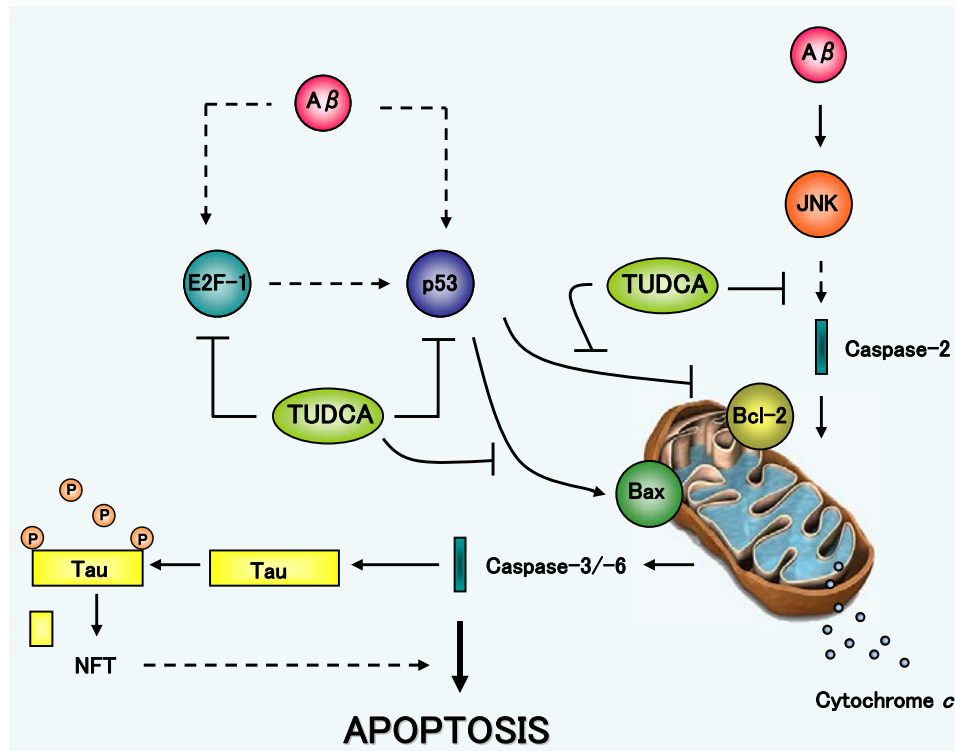 Aβ
Aβ
JNK
E2F-1
p53
TUDCA
Caspase-2
TUDCA
Bcl-2
Bax
P
P
P
P
Tau
Tau
Caspase-3/-6
NFT
Cytochrome c
APOPTOSIS